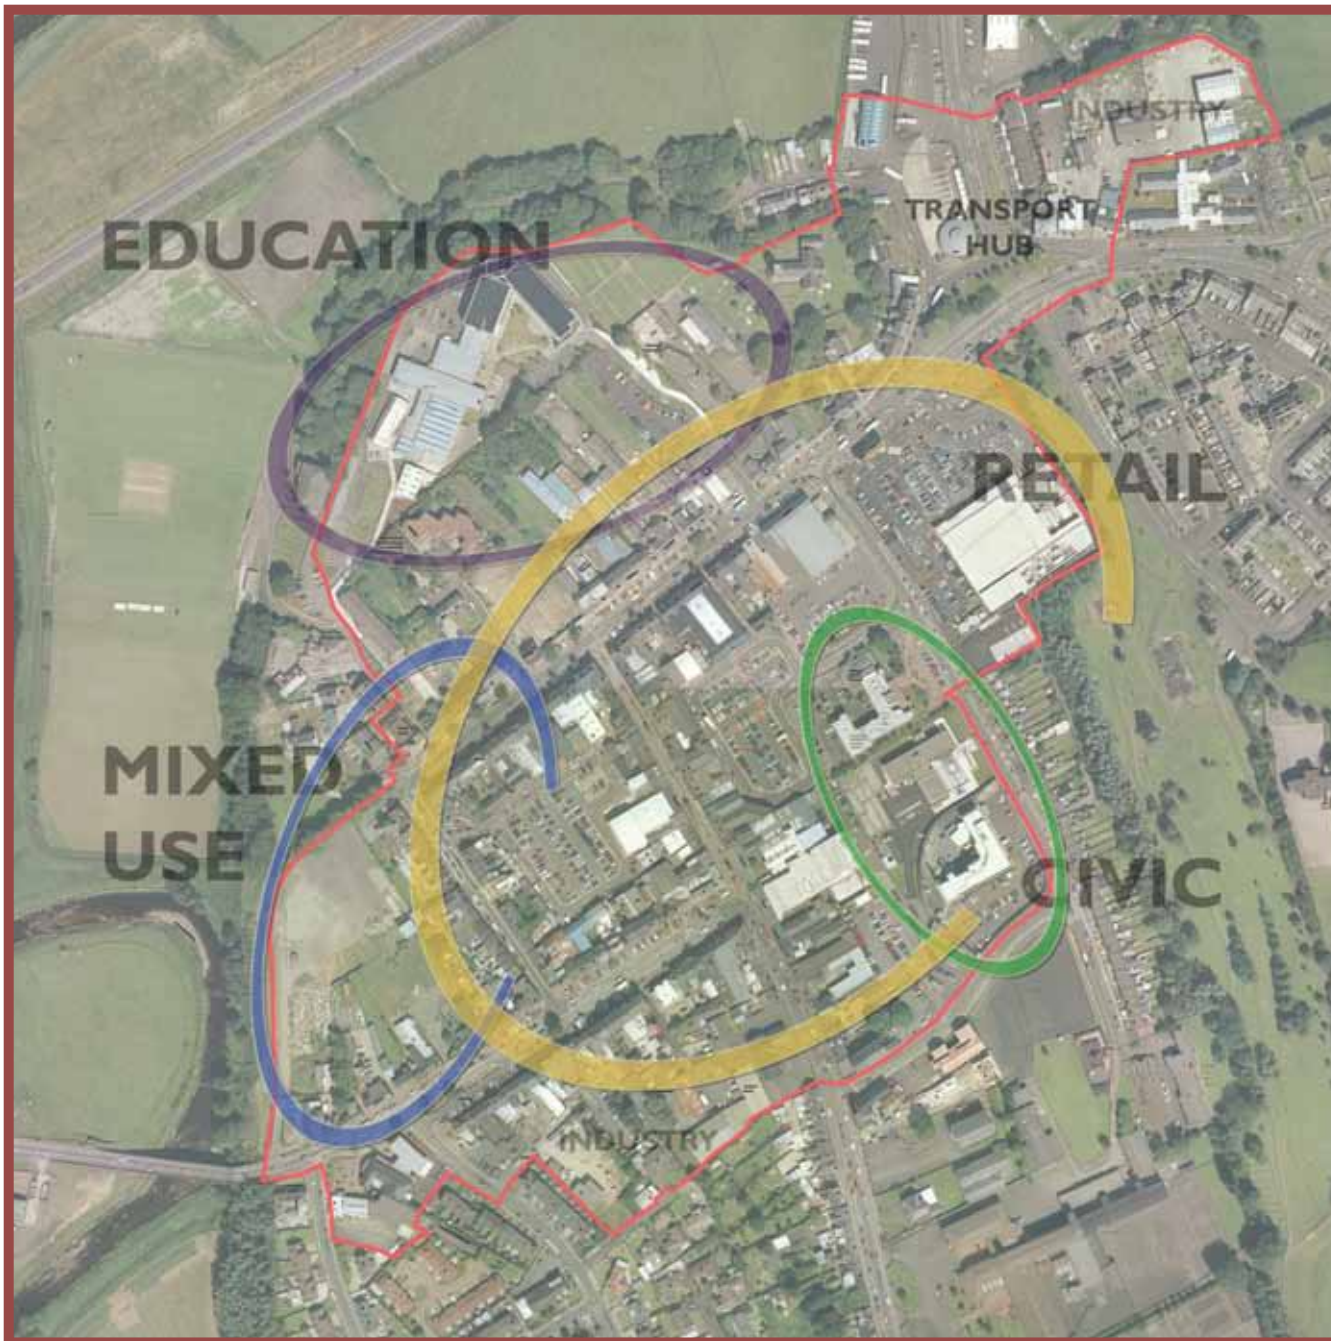 INDUSTRY
TRANSPORT
HUB
EDUCATION
RETAIL
MIXED
USE
CIVIC
INDUSTRY